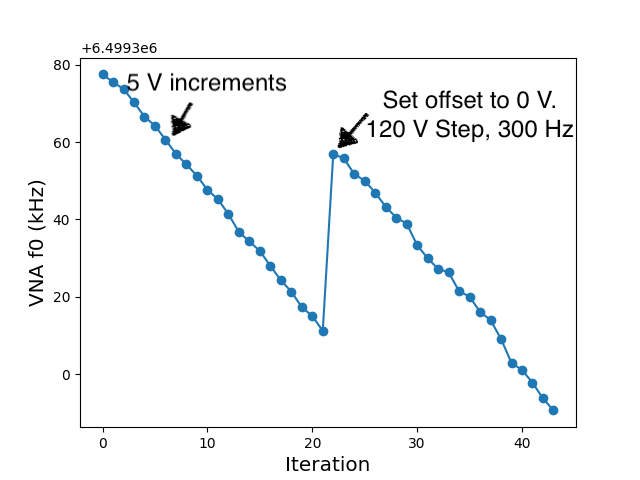 +6.4993e6
80
60
40
20
0
VNA f0 (kHz)
5 V increments
Set offset to 0 V.
120 V Step, 300 Hz
0
10
20
30
40
Iteration